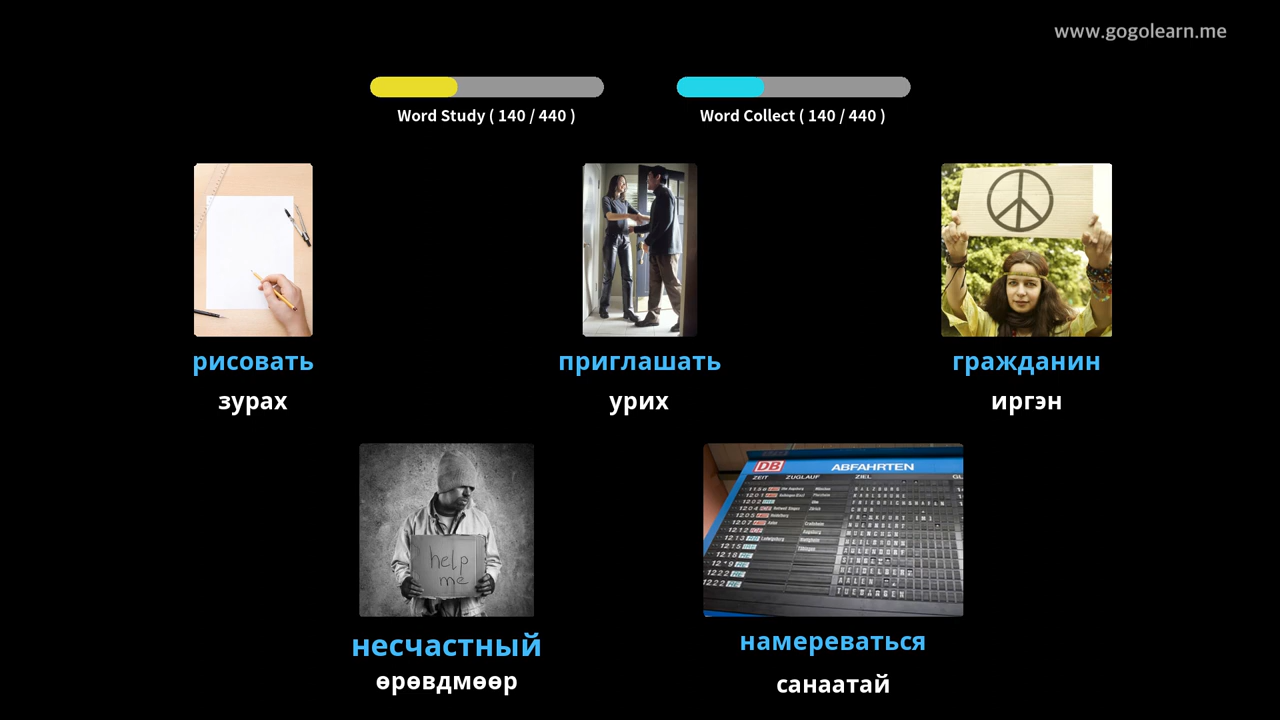 www.gogolearn.me
Word Study ( 140 / 440 )
Word Collect ( 140 / 440 )
рисовать
приглашать
гражданин
зурах
урих
иргэн
help
me
DB ABFAHRTEN
ZEIT ZUGLAUF ZIEL
несчастный
намереваться
өрөвдмөөр
санаатай